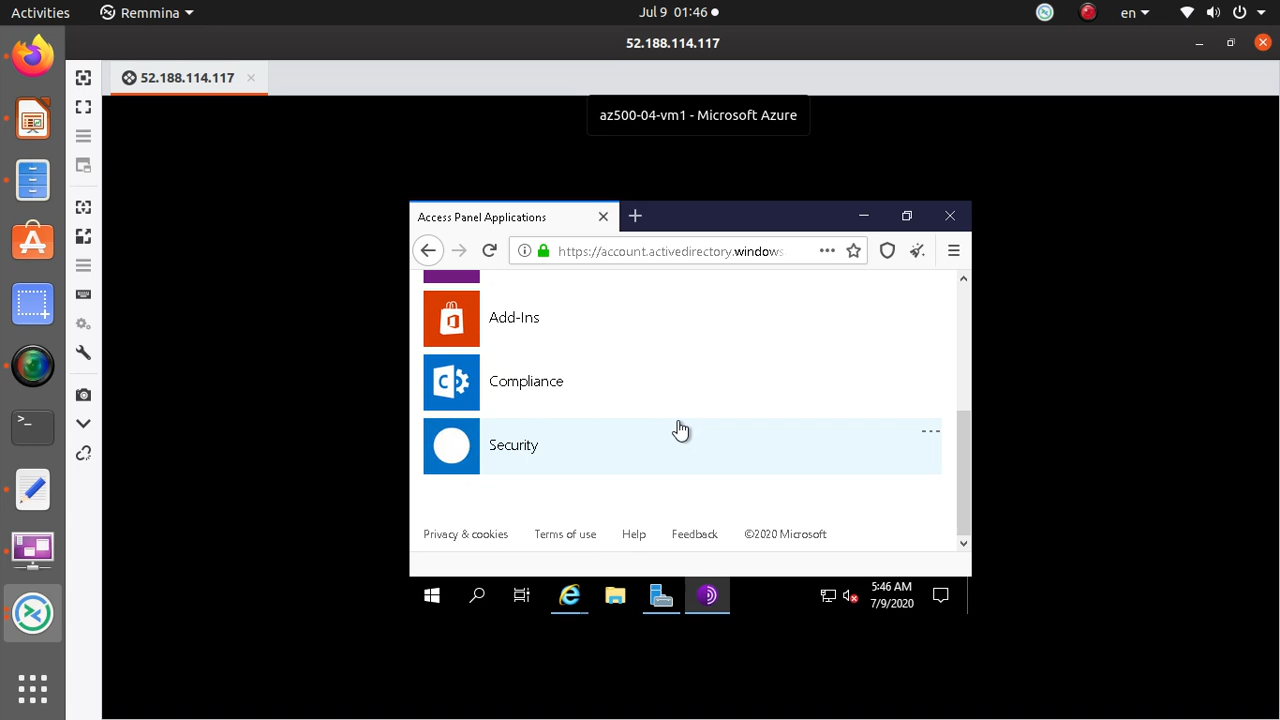 Activities
Remmina
Jul 9 01:46
en
52.188.114.117
52.188.114.117
az500-04-vm1 - Microsoft Azure
Access Panel Applications
https://account.activedirectory.windows
Add-Ins
Compliance
Security
Privacy & cookies
Terms of use
Help
Feedback
©2020 Microsoft
5:46 AM
7/9/2020